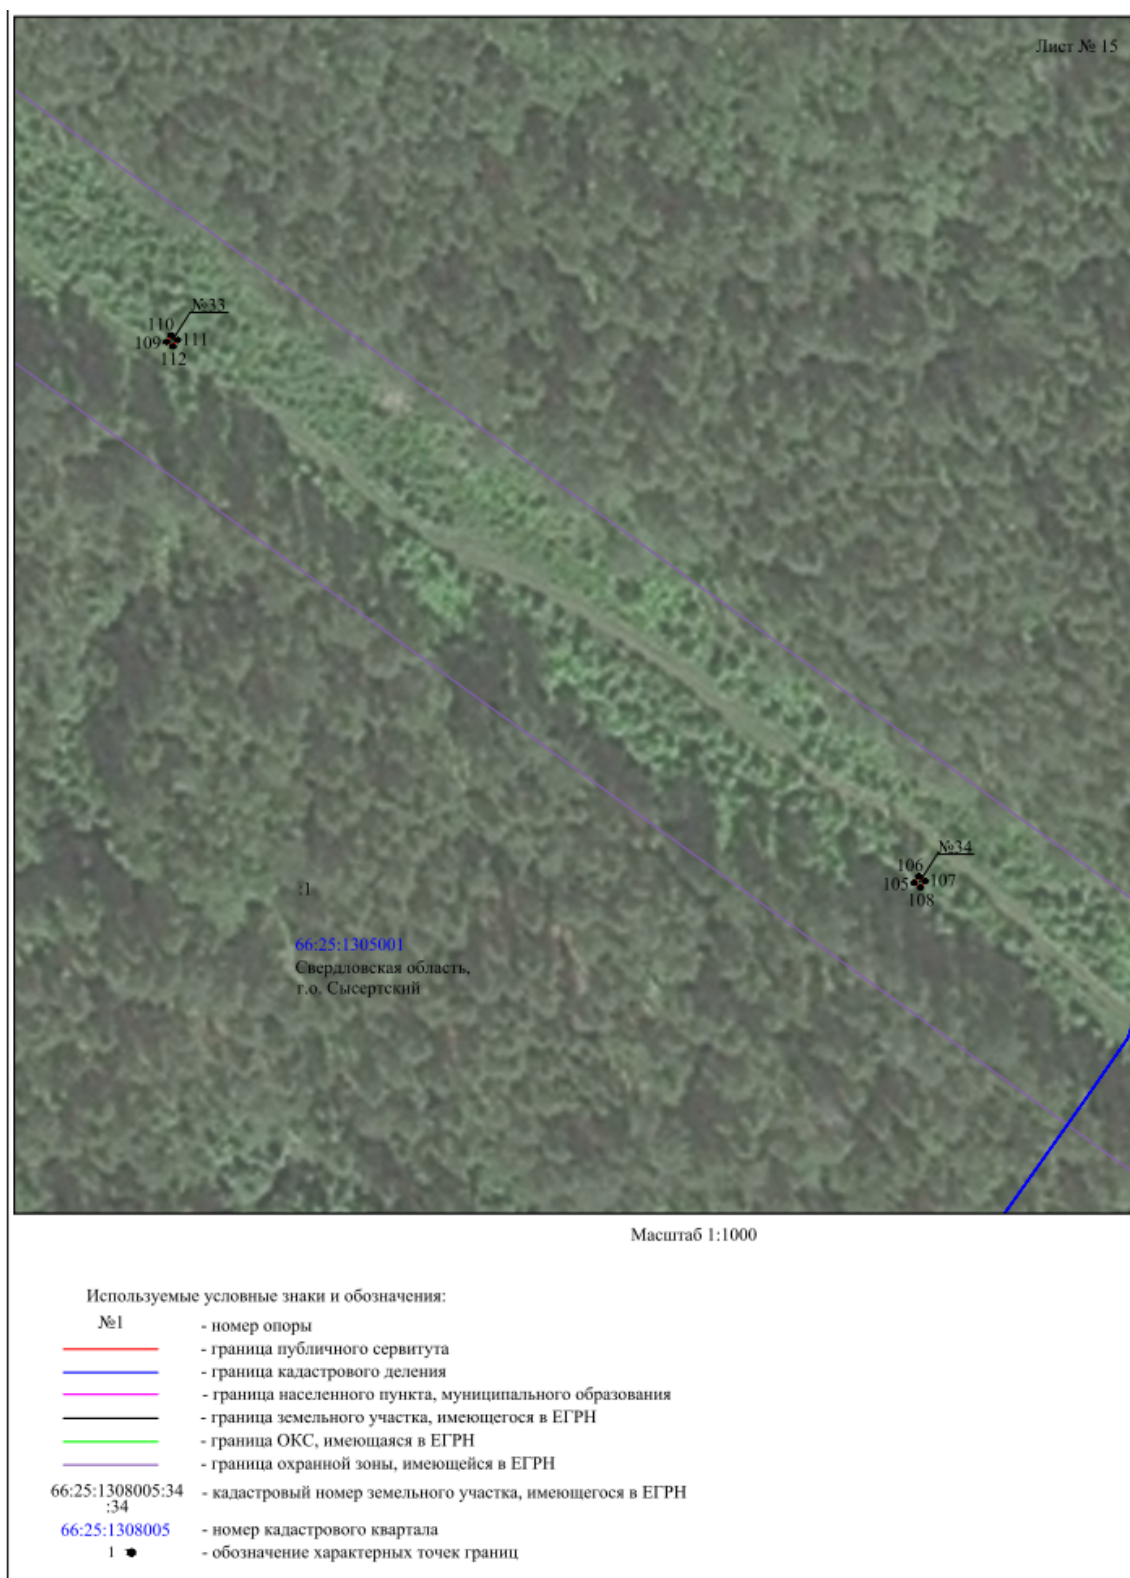 Лист № 15
№33
110
109 111
112
№34
106
105 107
108
:1
66:25:1305001
Свердловская область,
г.о. Сысертский
Масштаб 1:1000
Используемые условные знаки и обозначения:
№1 - номер опоры
- граница публичного сервитута
- граница кадастрового деления
- граница населенного пункта, муниципального образования
- граница земельного участка, имеющегося в ЕГРН
- граница ОКС, имеющаяся в ЕГРН
- граница охранной зоны, имеющейся в ЕГРН
66:25:1308005:34 - кадастровый номер земельного участка, имеющегося в ЕГРН
:34
66:25:1308005 - номер кадастрового квартала
1 - обозначение характерных точек границ